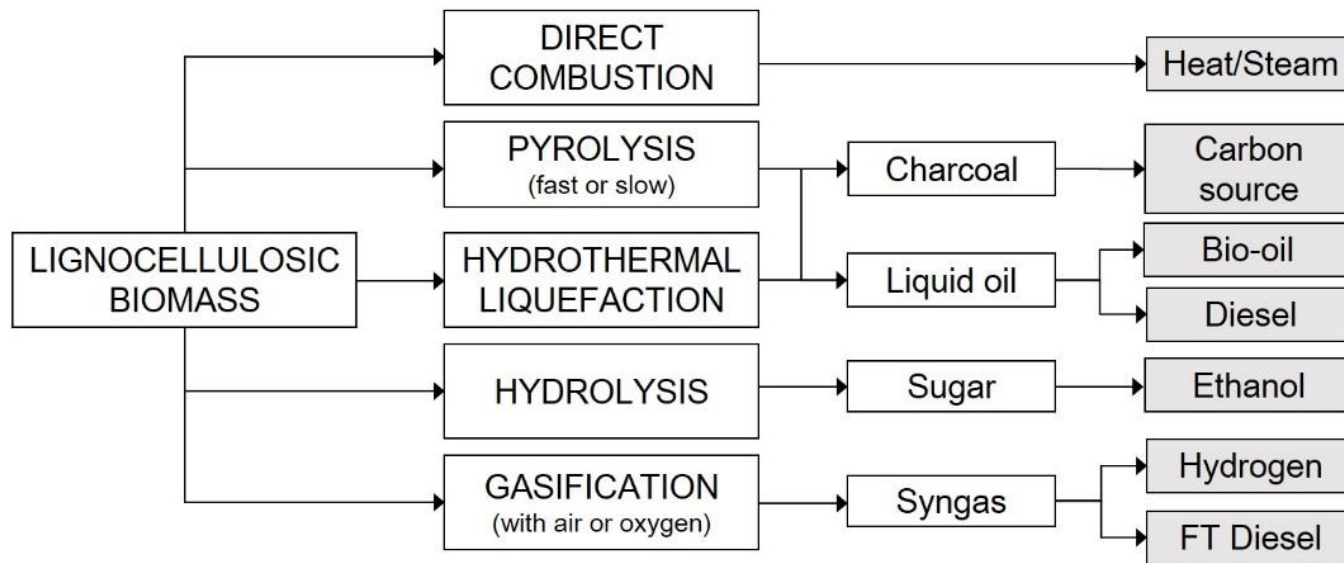 DIRECT
COMBUSTION
Heat/Steam
PYROLYSIS
(fast or slow)
Charcoal
Carbon
source
LIGNOCELLULOSIC
BIOMASS
HYDROTHERMAL
LIQUEFACTION
Liquid oil
Bio-oil
Diesel
HYDROLYSIS
Sugar
Ethanol
GASIFICATION
(with air or oxygen)
Syngas
Hydrogen
FT Diesel